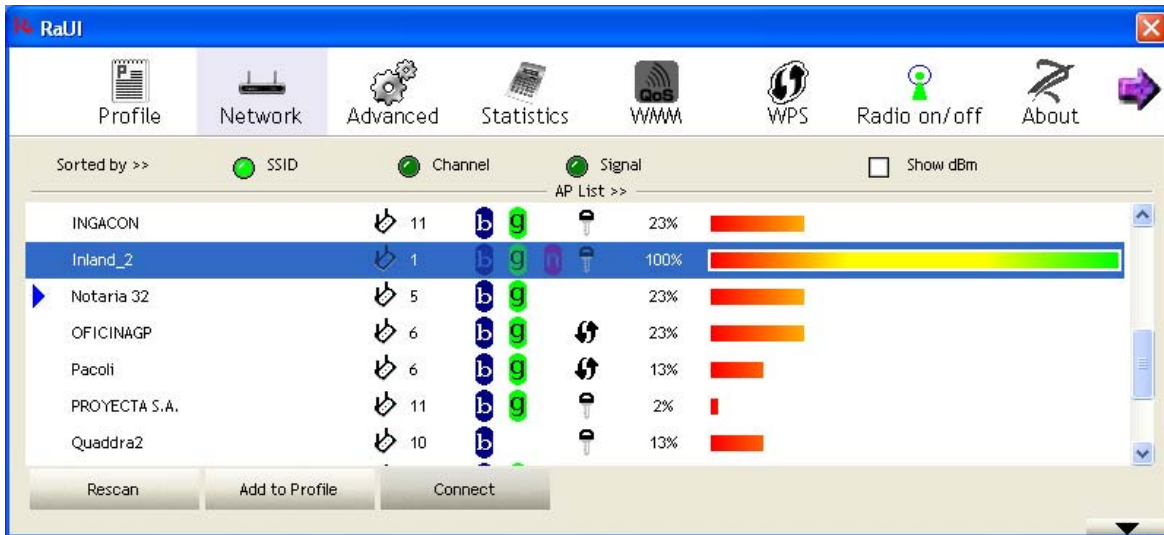 RaUI
Profile Network Advanced Statistics QoS WMM WPS Radio on/off About
Sorted by >> SSID Channel Signal Show dBm
AP List >>
INGACON 11 b g 23%
Inland_2 1 b g n 100%
Notaria 32 5 b g 23%
OFICINAGP 6 b g 23%
Pacoli 6 b g 13%
PROYECTA S.A. 11 b g 2%
Quaddra2 10 b 13%
Rescan Add to Profile Connect